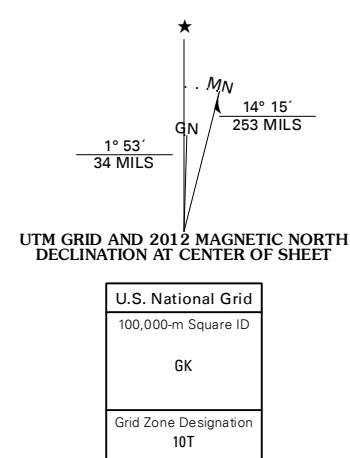 ★
MN
GN
14° 15´
253 MILS
1° 53´
34 MILS
UTM GRID AND 2012 MAGNETIC NORTH
DECLINATION AT CENTER OF SHEET
U.S. National Grid
100,000-m Square ID
GK
Grid Zone Designation
10T